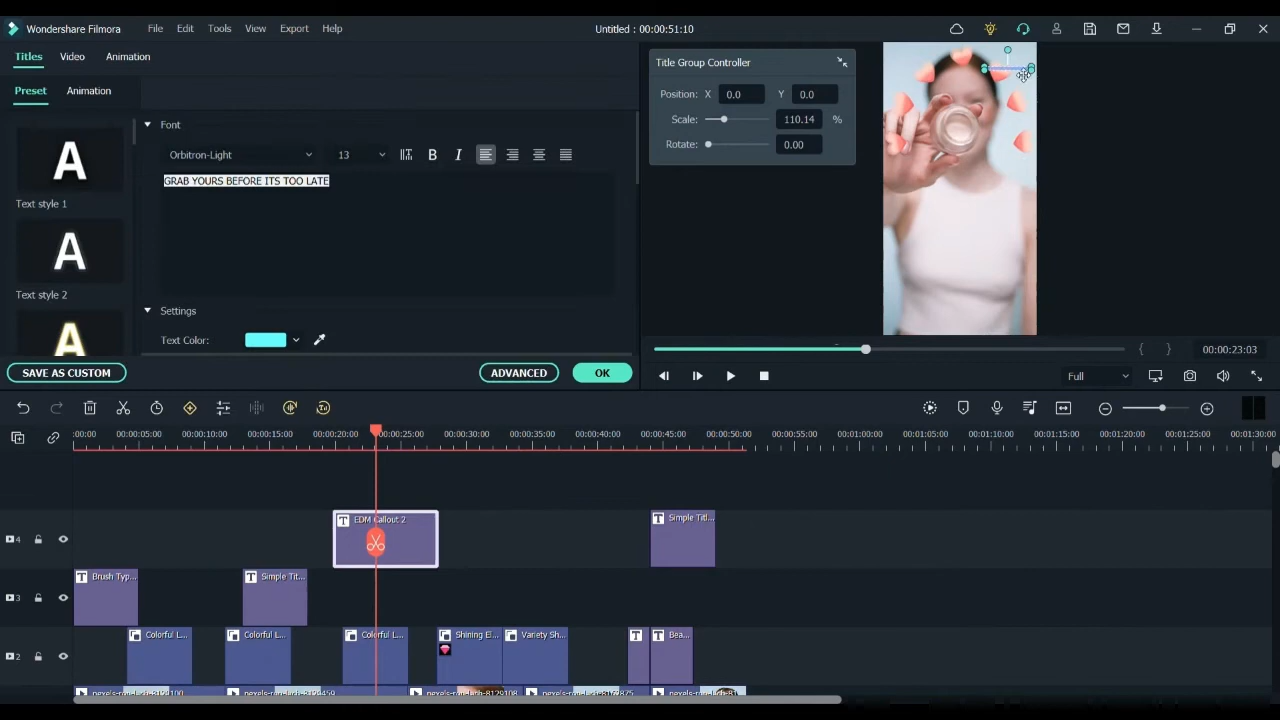 Wondershare Filmora File Edit Tools View Export Help Untitled : 00:00:51:10
Titles Video Animation
Preset Animation
A
Text style 1
A
Text style 2
A
Font
Orbitron-Light 13 B I
GRAB YOURS BEFORE ITS TOO LATE
Settings
Text Color:
SAVE AS CUSTOM ADVANCED OK
Title Group Controller
Position: X 0.0 Y 0.0
Scale: 110.14 %
Rotate: 0.00
{ } 00:00:23:03
Full
:00:00 00:00:05:00 00:00:10:00 00:00:15:00 00:00:20:00 00:00:25:00 00:00:30:00 00:00:35:00 00:00:40:00 00:00:45:00 00:00:50:00 00:00:55:00 00:01:00:00 00:01:05:00 00:01:10:00 00:01:15:00 00:01:20:00 00:01:25:00 00:01:30:00
4 T EDM Callout 2 T Simple Titl...
3 T Brush Typ... T Simple Tit...
2 Colorful L... Colorful L... Colorful L... Shining El... Variety Sh... T T Bea...